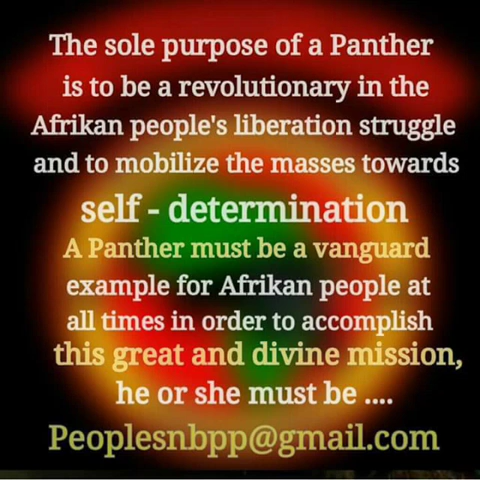 The sole purpose of a Panther
is to be a revolutionary in the
Afrikan people's liberation struggle
and to mobilize the masses towards
self - determination
A Panther must be a vanguard
example for Afrikan people at
all times in order to accomplish
this great and divine mission,
he or she must be ....
Peoplesnbpp@gmail.com